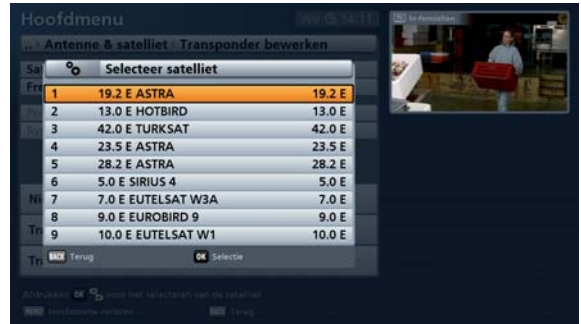 Hoofdmenu
Wo 05 14:11
.. › Antenne & satelliet › Transponder bewerken
Selecteer satelliet
1 19.2 E ASTRA 19.2 E
2 13.0 E HOTBIRD 13.0 E
3 42.0 E TURKSAT 42.0 E
4 23.5 E ASTRA 23.5 E
5 28.2 E ASTRA 28.2 E
6 5.0 E SIRIUS 4 5.0 E
7 7.0 E EUTELSAT W3A 7.0 E
8 9.0 E EUROBIRD 9 9.0 E
9 10.0 E EUTELSAT W1 10.0 E
BACK Terug OK Selectie
Afdrukken OK voor het selecteren van de satelliet
MENU Hoofdmenu verlaten BACK Terug